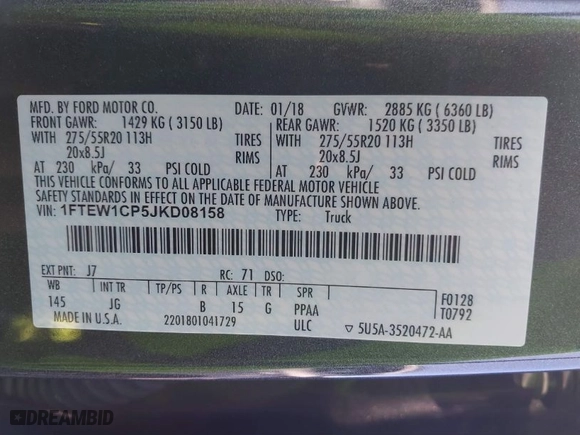 MFD. BY FORD MOTOR CO. DATE: 01/18 GVWR: 2885 KG ( 6360 LB)
FRONT GAWR: 1429 KG ( 3150 LB) REAR GAWR: 1520 KG ( 3350 LB)
WITH 275/55R20 113H TIRES WITH 275/55R20 113H TIRES
20x8.5J RIMS 20x8.5J RIMS
AT 230 kPa/ 33 PSI COLD AT 230 kPa/ 33 PSI COLD
THIS VEHICLE CONFORMS TO ALL APPLICABLE FEDERAL MOTOR VEHICLE
SAFETY STANDARDS IN EFFECT ON THE DATE OF MANUFACTURE SHOWN ABOVE.
VIN: 1FTEW1CP5JKD08158 TYPE: Truck
EXT PNT: J7 RC: 71 DSO:
WB INT TR TP/PS R AXLE TR SPR F0128
145 JG B 15 G PPAA T0792
MADE IN U.S.A. 2201801041729 ULC ▽ 5U5A-3520472-AA
DREAMBID